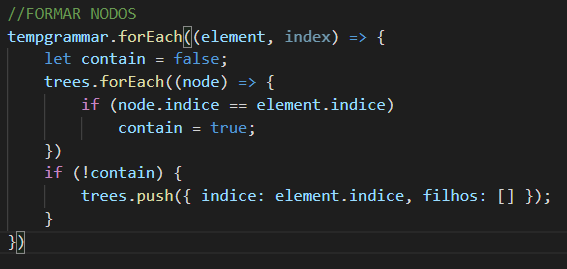 //FORMAR NODOS
tempgrammar.forEach((element, index) => {
    let contain = false;
    trees.forEach((node) => {
        if (node.indice == element.indice)
            contain = true;
    })
    if (!contain) {
        trees.push({ indice: element.indice, filhos: [] });
    }
})